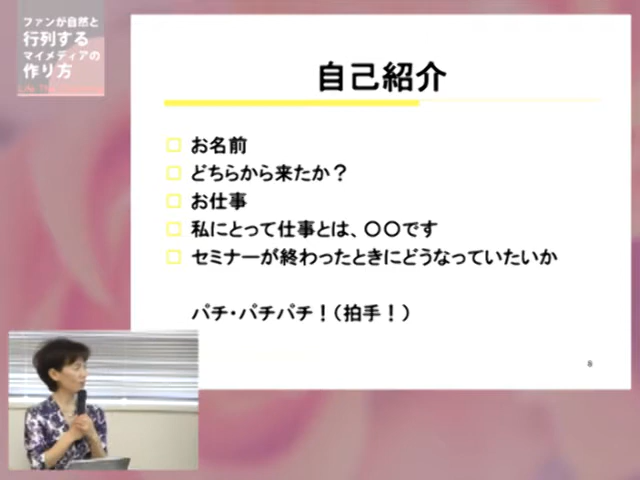 ファンが自然と
行列する
マイメディアの
作り方
自己紹介
お名前
どちらから来たか？
お仕事
私にとって仕事とは、〇〇です
セミナーが終わったときにどうなっていたいか
パチ・パチパチ！（拍手！）
8